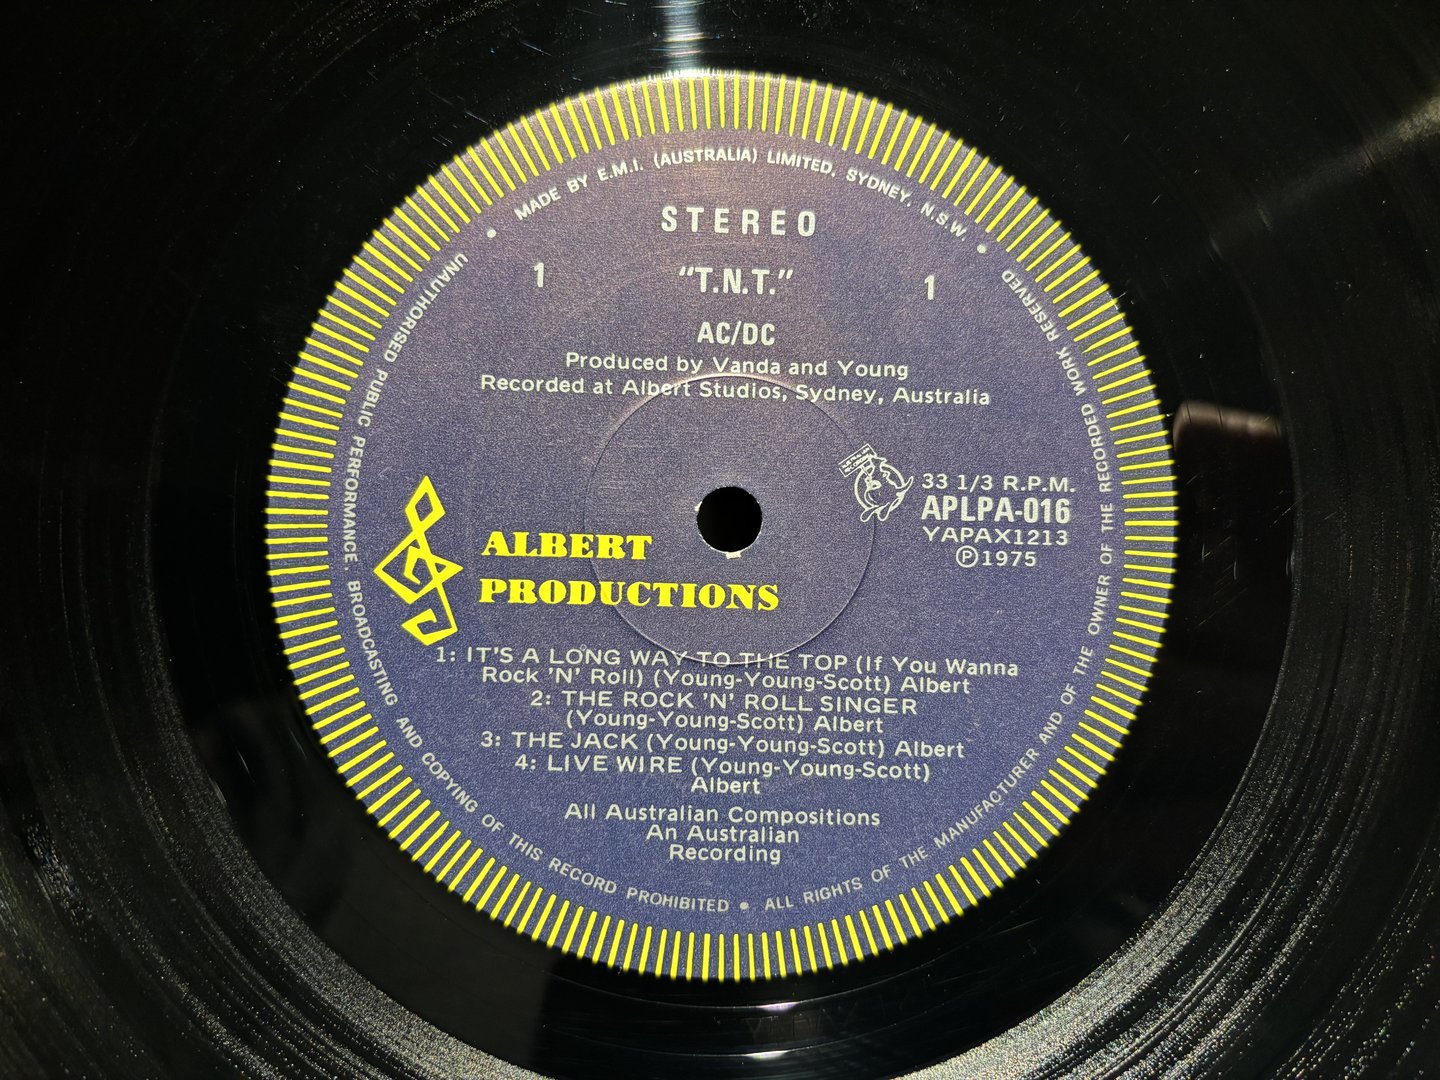 MADE BY E.M.I. (AUSTRALIA) LIMITED, SYDNEY, N.S.W.
STEREO
1 "T.N.T." 1
AC/DC
Produced by Vanda and Young
Recorded at Albert Studios, Sydney, Australia
33 1/3 R.P.M.
APLPA-016
YAPAX1213
Ⓟ1975
ALBERT
PRODUCTIONS
1: IT'S A LONG WAY TO THE TOP (If You Wanna
Rock 'N' Roll) (Young-Young-Scott) Albert
2: THE ROCK 'N' ROLL SINGER
(Young-Young-Scott) Albert
3: THE JACK (Young-Young-Scott) Albert
4: LIVE WIRE (Young-Young-Scott)
Albert
All Australian Compositions
An Australian
Recording
UNAUTHORISED PUBLIC PERFORMANCE, BROADCASTING AND COPYING OF THIS RECORD PROHIBITED • ALL RIGHTS OF THE MANUFACTURER AND OF THE OWNER OF THE RECORDED WORK RESERVED